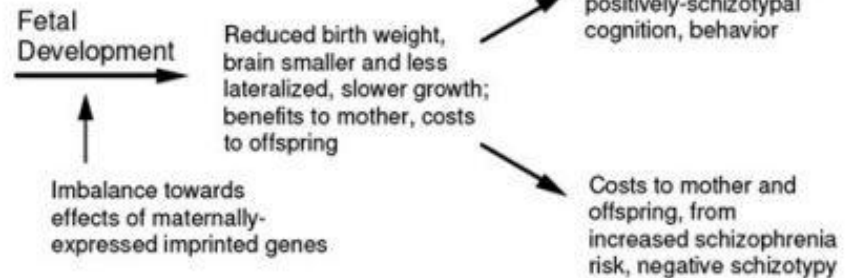 positively-schizotypal
cognition, behavior
Fetal
Development
Reduced birth weight,
brain smaller and less
lateralized, slower growth;
benefits to mother, costs
to offspring
Imbalance towards
effects of maternally-
expressed imprinted genes
Costs to mother and
offspring, from
increased schizophrenia
risk, negative schizotypy